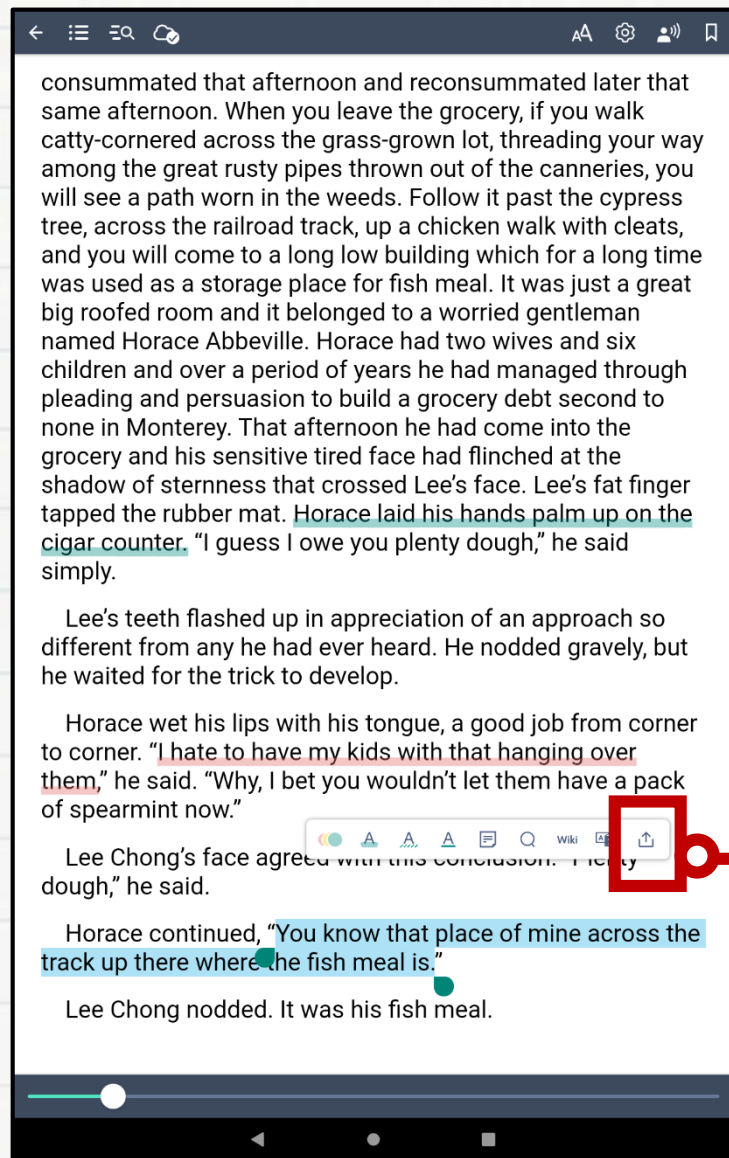 AA
consummated that afternoon and reconsummated later that
same afternoon. When you leave the grocery, if you walk
catty-cornered across the grass-grown lot, threading your way
among the great rusty pipes thrown out of the canneries, you
will see a path worn in the weeds. Follow it past the cypress
tree, across the railroad track, up a chicken walk with cleats,
and you will come to a long low building which for a long time
was used as a storage place for fish meal. It was just a great
big roofed room and it belonged to a worried gentleman
named Horace Abbeville. Horace had two wives and six
children and over a period of years he had managed through
pleading and persuasion to build a grocery debt second to
none in Monterey. That afternoon he had come into the
grocery and his sensitive tired face had flinched at the
shadow of sternness that crossed Lee’s face. Lee’s fat finger
tapped the rubber mat. Horace laid his hands palm up on the
cigar counter. “I guess I owe you plenty dough,” he said
simply.
Lee’s teeth flashed up in appreciation of an approach so
different from any he had ever heard. He nodded gravely, but
he waited for the trick to develop.
Horace wet his lips with his tongue, a good job from corner
to corner. “I hate to have my kids with that hanging over
them,” he said. “Why, I bet you wouldn’t let them have a pack
of spearmint now.”
A A A Wiki A
Lee Chong’s face agreed with this conclusion. “Plenty
dough,” he said.
Horace continued, “You know that place of mine across the
track up there where the fish meal is.”
Lee Chong nodded. It was his fish meal.